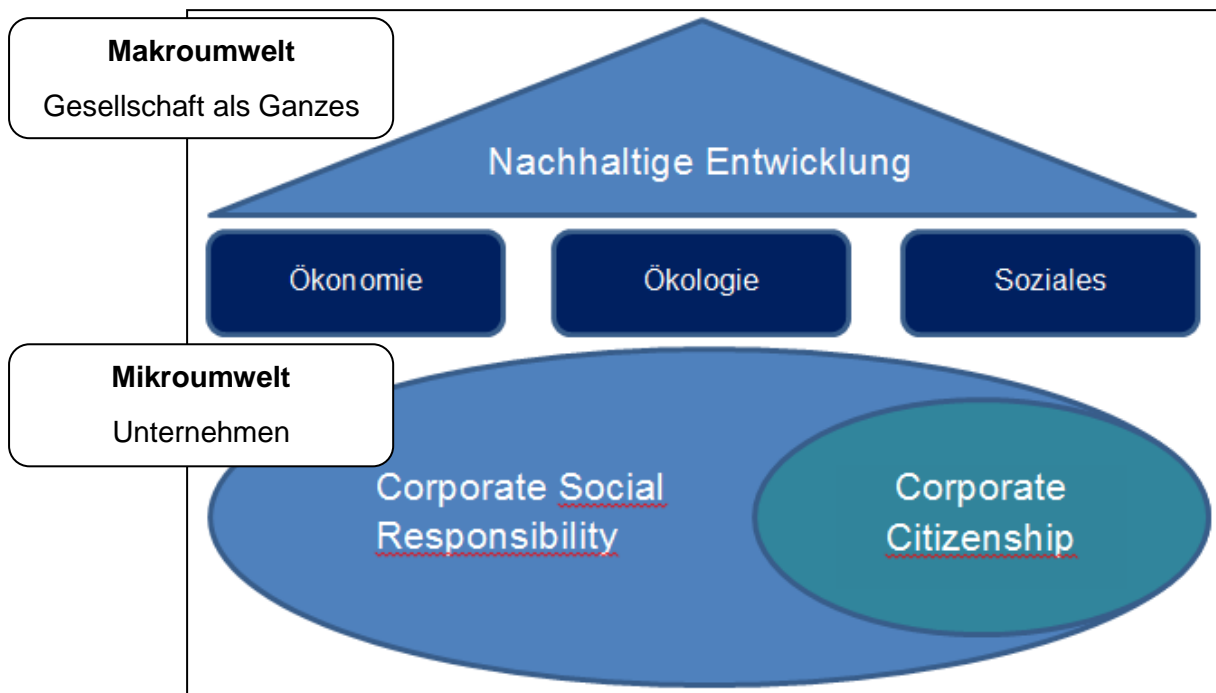 Makroumwelt
Gesellschaft als Ganzes
Nachhaltige Entwicklung
Ökonomie
Ökologie
Soziales
Mikroumwelt
Unternehmen
Corporate Social
Responsibility
Corporate
Citizenship